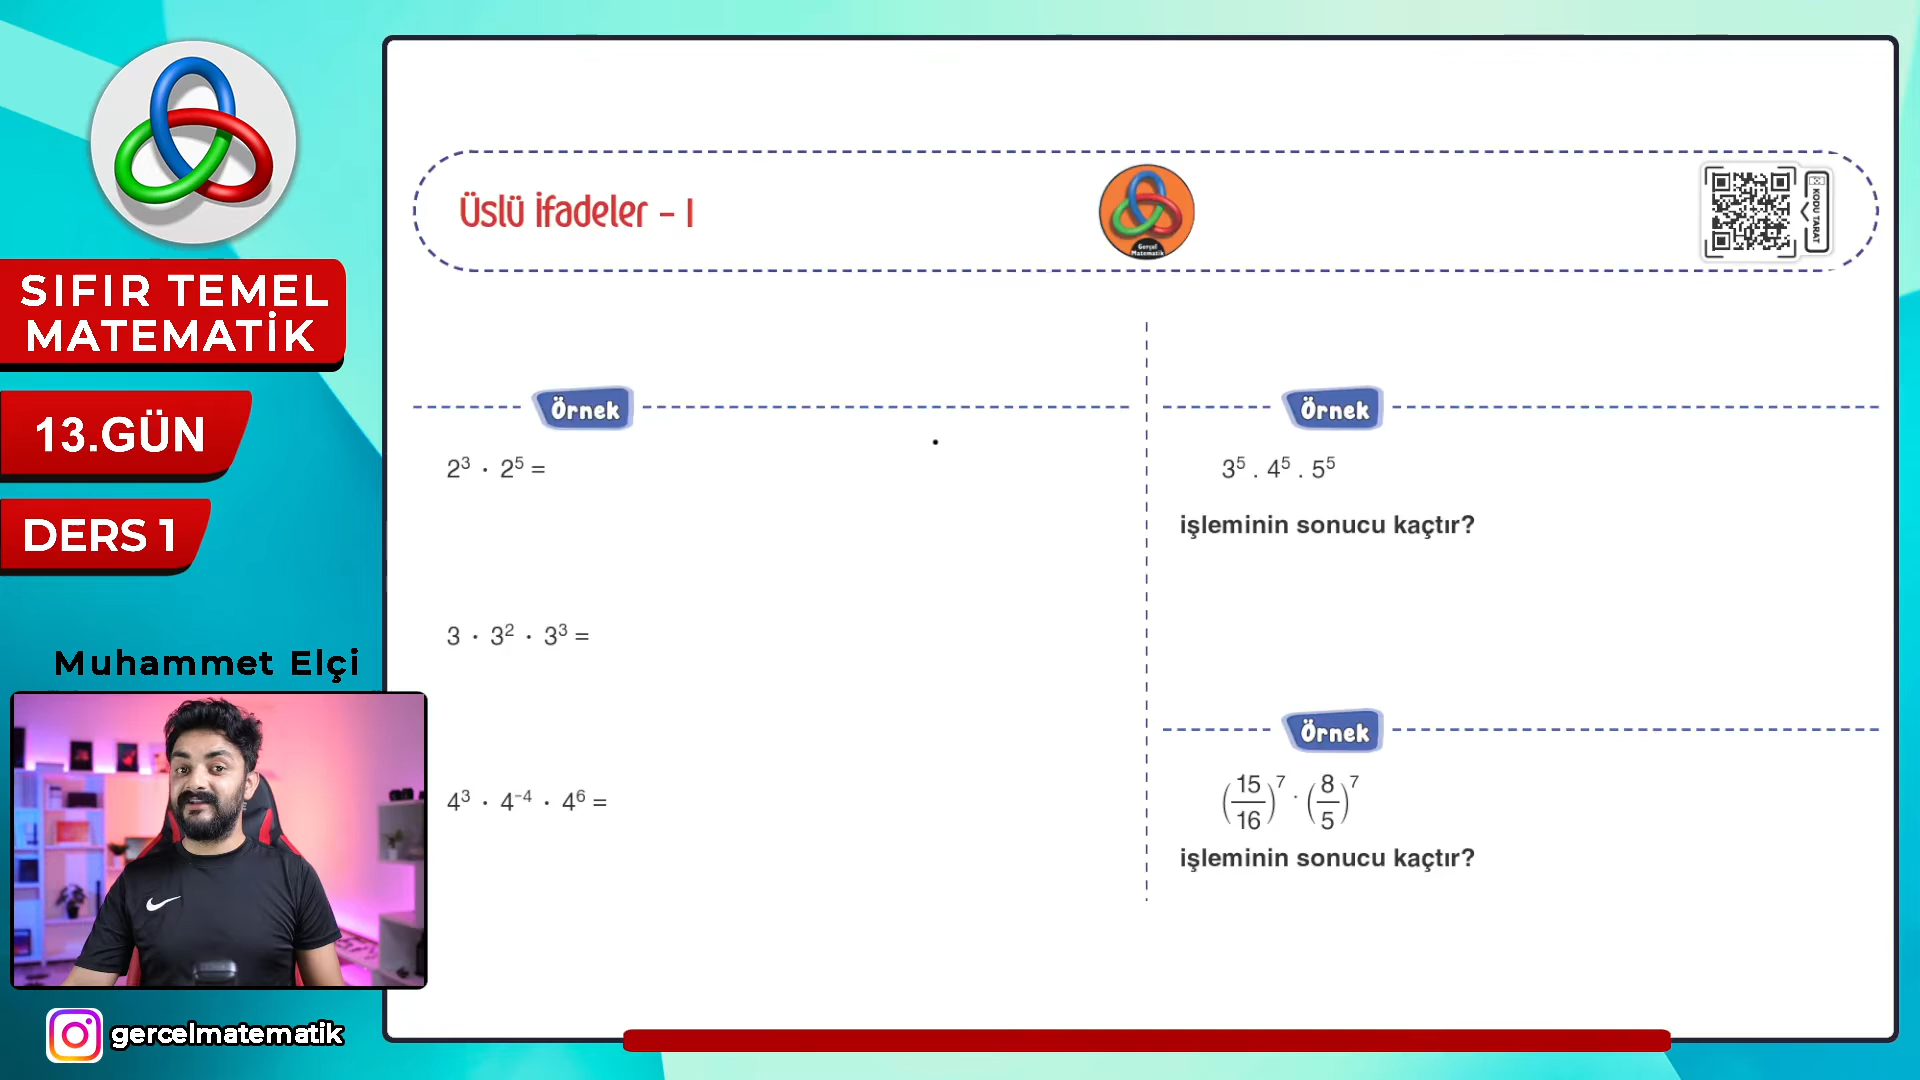 SIFIR TEMEL
MATEMATİK
13.GÜN
DERS 1
Muhammet Elçi
gercelmatematik
Üslü İfadeler – I
Gerçel
Matematik
KODU TARAT
Örnek
2³ · 2⁵ =
3 · 3² · 3³ =
4³ · 4⁻⁴ · 4⁶ =
Örnek
3⁵ . 4⁵ . 5⁵
işleminin sonucu kaçtır?
Örnek
(15/16)⁷ · (8/5)⁷
işleminin sonucu kaçtır?